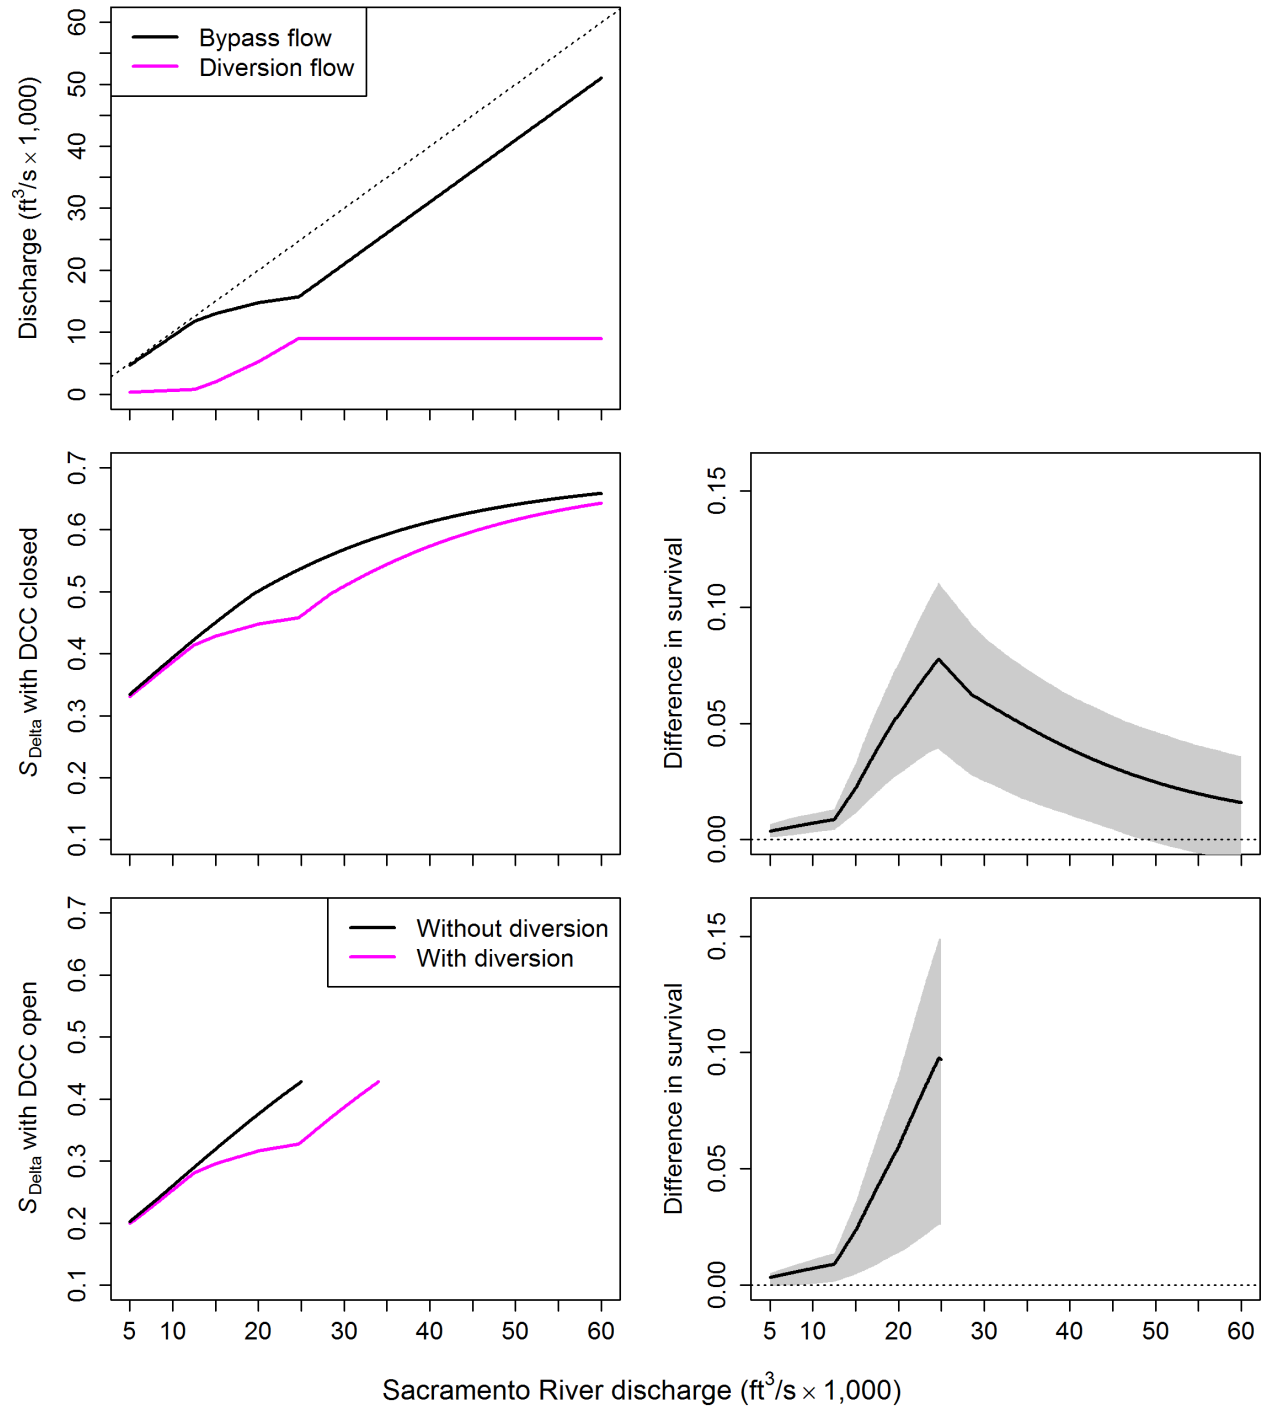 Discharge (ft³/s × 1,000)
60
50
40
30
20
10
0
Bypass flow
Diversion flow
S_Delta with DCC closed
0.7
0.6
0.5
0.4
0.3
0.2
0.1
Difference in survival
0.15
0.10
0.05
0.00
S_Delta with DCC open
0.7
0.6
0.5
0.4
0.3
0.2
0.1
Without diversion
With diversion
5 10 20 30 40 50 60
Difference in survival
0.15
0.10
0.05
0.00
5 10 20 30 40 50 60
Sacramento River discharge (ft³/s × 1,000)